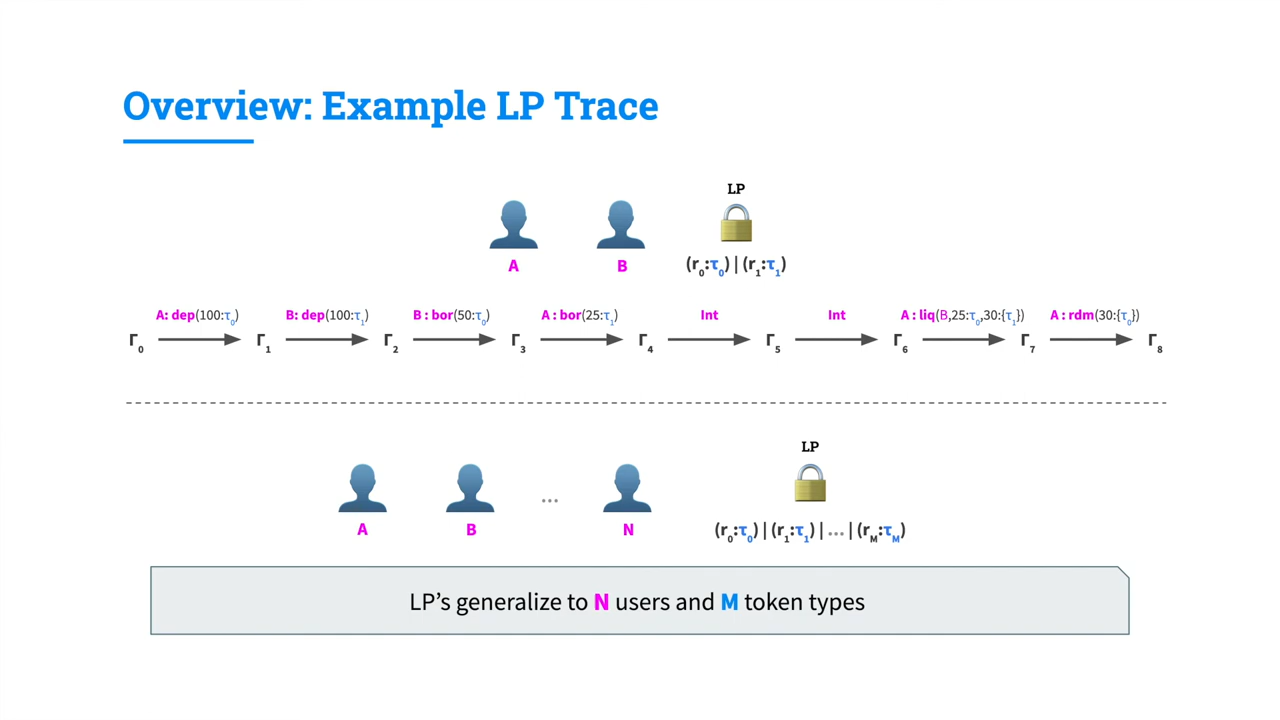 Overview: Example LP Trace
LP
A B (r₀:τ₀) | (r₁:τ₁)
A: dep(100:τ₀) B: dep(100:τ₁) B : bor(50:τ₀) A : bor(25:τ₁) Int Int A : liq(B,25:τ₀,30:{τ₁}) A : rdm(30:{τ₀})
Γ₀ Γ₁ Γ₂ Γ₃ Γ₄ Γ₅ Γ₆ Γ₇ Γ₈
LP
...
A B N (r₀:τ₀) | (r₁:τ₁) | ... | (r_M:τ_M)
LP’s generalize to N users and M token types